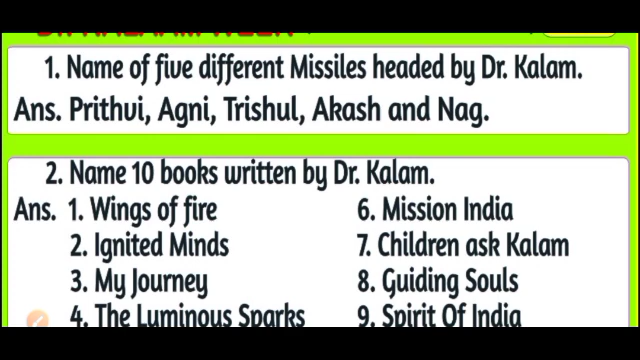 1. Name of five different Missiles headed by Dr. Kalam.
Ans. Prithvi, Agni, Trishul, Akash and Nag.
2. Name 10 books written by Dr. Kalam.
Ans. 1. Wings of fire
2. Ignited Minds
3. My Journey
4. The Luminous Sparks
6. Mission India
7. Children ask Kalam
8. Guiding Souls
9. Spirit Of India